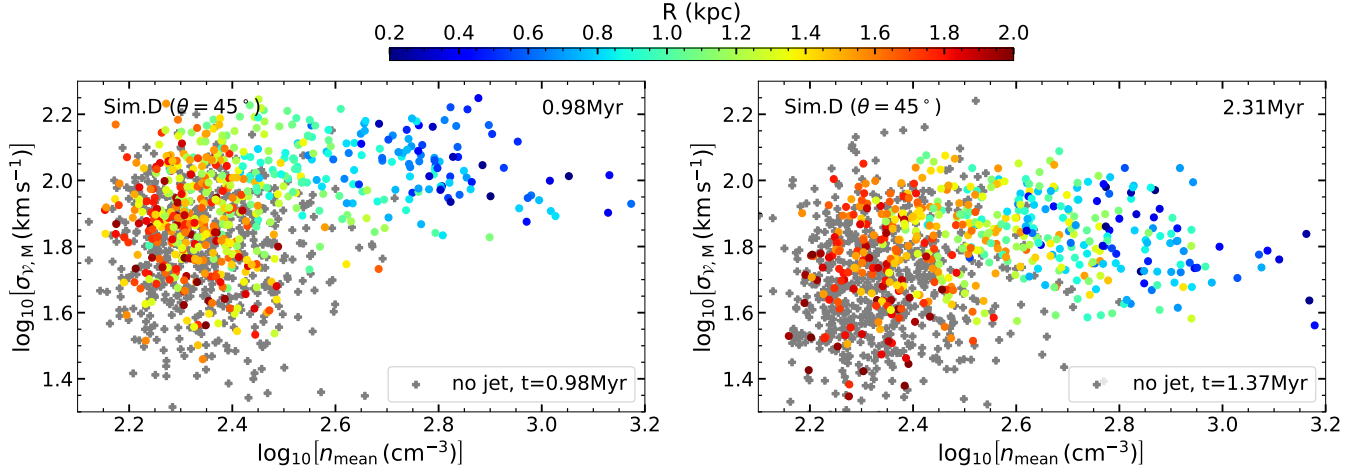 R (kpc)
0.2 0.4 0.6 0.8 1.0 1.2 1.4 1.6 1.8 2.0
Sim.D (θ = 45°) 0.98Myr
log₁₀[σ_𝒱,M (km s⁻¹)]
2.2
2.0
1.8
1.6
1.4
no jet, t=0.98Myr
2.2 2.4 2.6 2.8 3.0 3.2
log₁₀[n_mean (cm⁻³)]
Sim.D (θ = 45°) 2.31Myr
log₁₀[σ_𝒱,M (km s⁻¹)]
2.2
2.0
1.8
1.6
1.4
no jet, t=1.37Myr
2.2 2.4 2.6 2.8 3.0 3.2
log₁₀[n_mean (cm⁻³)]